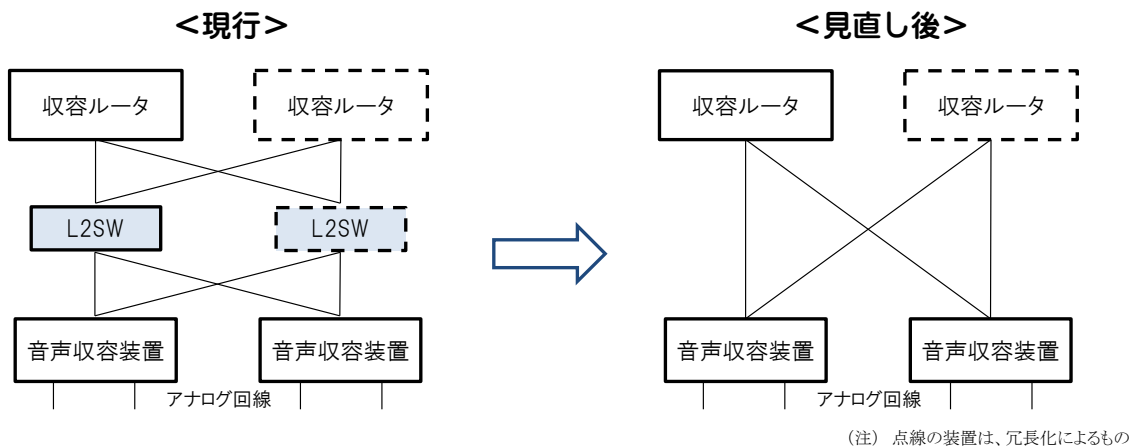 ＜現行＞
＜見直し後＞
収容ルータ
収容ルータ
L2SW
L2SW
音声収容装置
音声収容装置
アナログ回線
収容ルータ
収容ルータ
音声収容装置
音声収容装置
アナログ回線
（注） 点線の装置は、冗長化によるもの